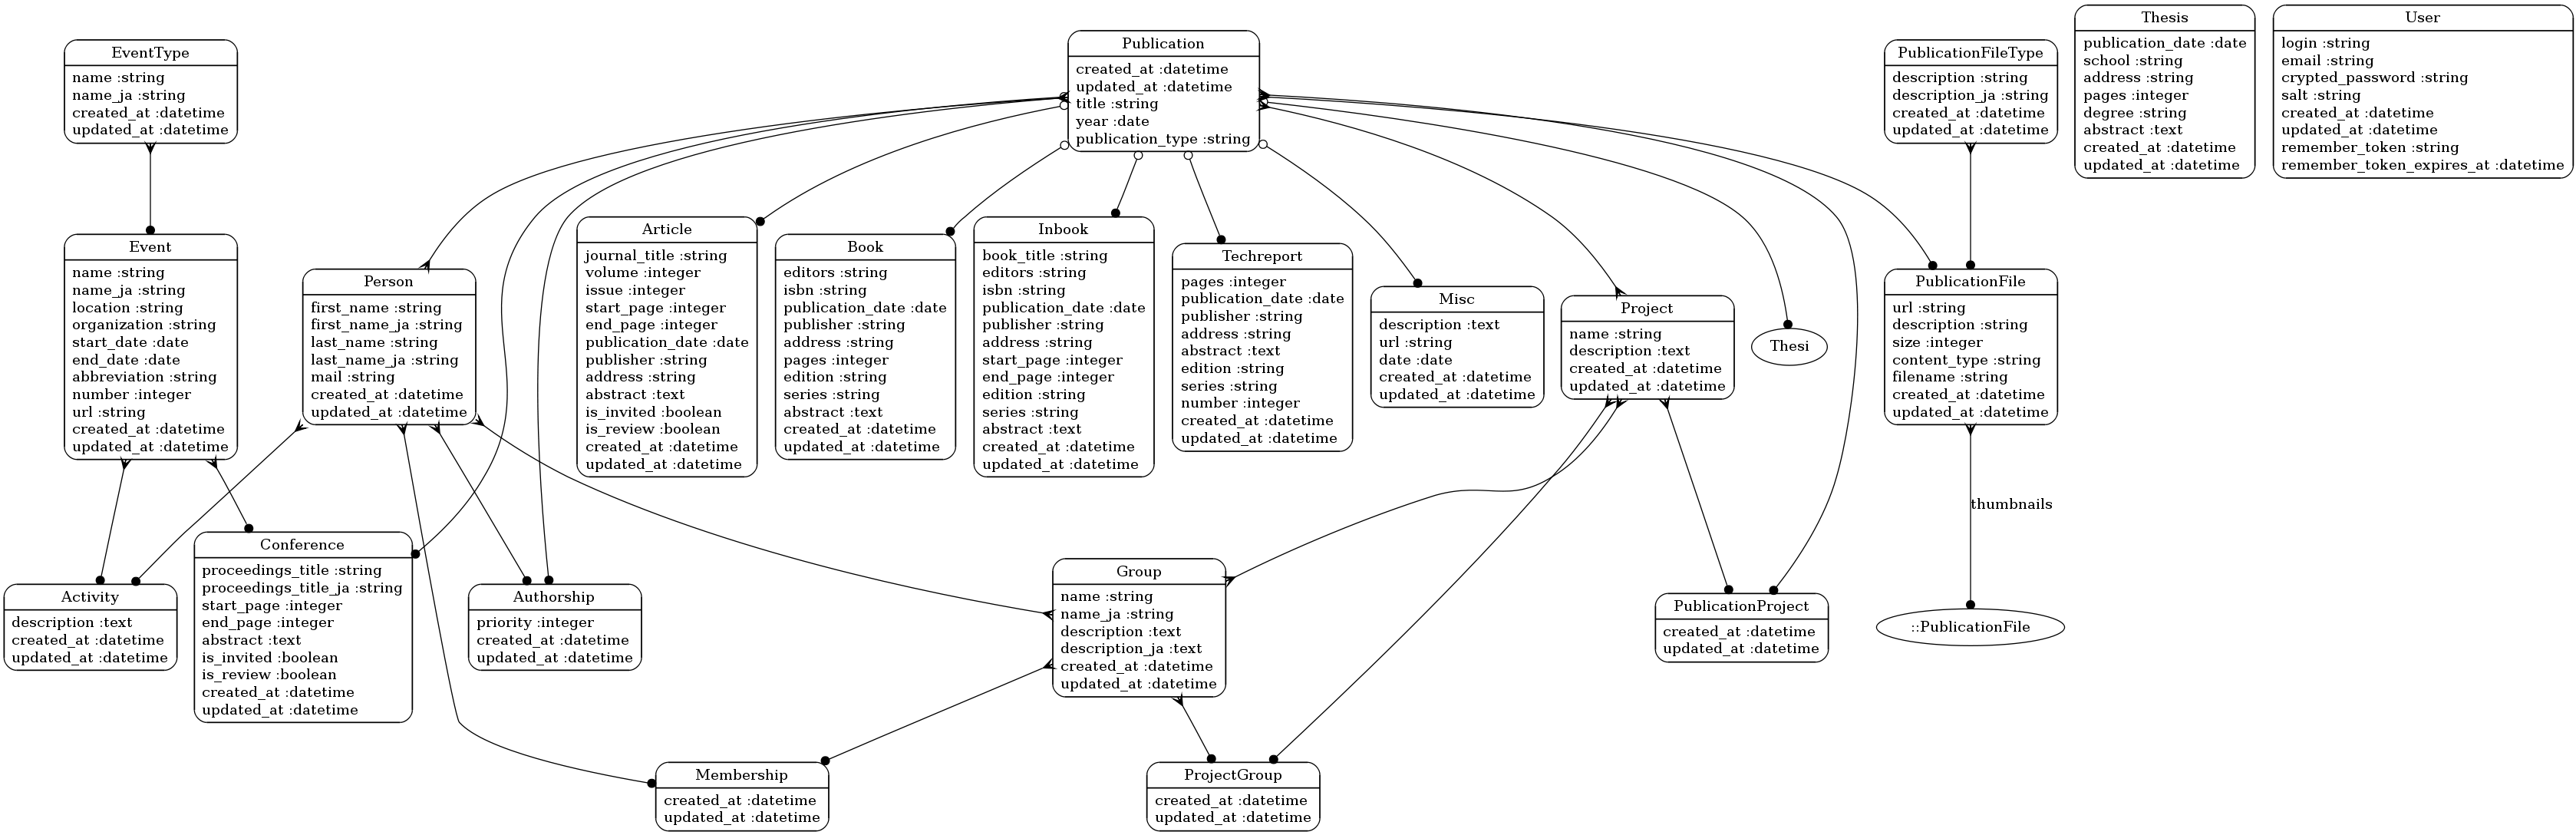 EventType
name :string
name_ja :string
created_at :datetime
updated_at :datetime
Publication
created_at :datetime
updated_at :datetime
title :string
year :date
publication_type :string
PublicationFileType
description :string
description_ja :string
created_at :datetime
updated_at :datetime
Thesis
publication_date :date
school :string
address :string
pages :integer
degree :string
abstract :text
created_at :datetime
updated_at :datetime
User
login :string
email :string
crypted_password :string
salt :string
created_at :datetime
updated_at :datetime
remember_token :string
remember_token_expires_at :datetime
Event
name :string
name_ja :string
location :string
organization :string
start_date :date
end_date :date
abbreviation :string
number :integer
url :string
created_at :datetime
updated_at :datetime
Person
first_name :string
first_name_ja :string
last_name :string
last_name_ja :string
mail :string
created_at :datetime
updated_at :datetime
Article
journal_title :string
volume :integer
issue :integer
start_page :integer
end_page :integer
publication_date :date
publisher :string
address :string
abstract :text
is_invited :boolean
is_review :boolean
created_at :datetime
updated_at :datetime
Book
editors :string
isbn :string
publication_date :date
publisher :string
address :string
pages :integer
edition :string
series :string
abstract :text
created_at :datetime
updated_at :datetime
Inbook
book_title :string
editors :string
isbn :string
publication_date :date
publisher :string
address :string
start_page :integer
end_page :integer
edition :string
series :string
abstract :text
created_at :datetime
updated_at :datetime
Techreport
pages :integer
publication_date :date
publisher :string
address :string
abstract :text
edition :string
series :string
number :integer
created_at :datetime
updated_at :datetime
Misc
description :text
url :string
date :date
created_at :datetime
updated_at :datetime
Project
name :string
description :text
created_at :datetime
updated_at :datetime
Thesi
PublicationFile
url :string
description :string
size :integer
content_type :string
filename :string
created_at :datetime
updated_at :datetime
thumbnails
Activity
description :text
created_at :datetime
updated_at :datetime
Conference
proceedings_title :string
proceedings_title_ja :string
start_page :integer
end_page :integer
abstract :text
is_invited :boolean
is_review :boolean
created_at :datetime
updated_at :datetime
Authorship
priority :integer
created_at :datetime
updated_at :datetime
Group
name :string
name_ja :string
description :text
description_ja :text
created_at :datetime
updated_at :datetime
PublicationProject
created_at :datetime
updated_at :datetime
::PublicationFile
Membership
created_at :datetime
updated_at :datetime
ProjectGroup
created_at :datetime
updated_at :datetime